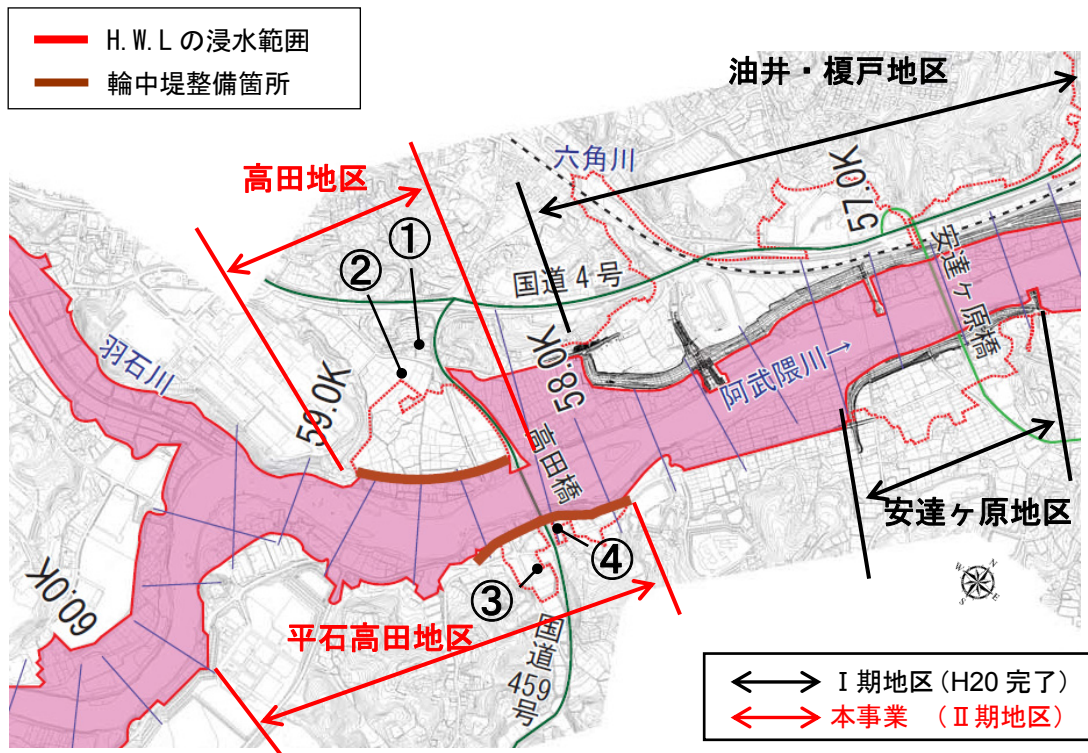 H.W.Lの浸水範囲
輪中堤整備箇所
油井・榎戸地区
六角川
高田地区
57.0K
①
②
国道4号
安達ヶ原橋
羽石川
59.0K
58.0K
阿武隈川→
高田橋
安達ヶ原地区
④
③
60.0K
平石高田地区
国道459号
N
W
E
S
Ⅰ期地区(H20完了)
本事業 (Ⅱ期地区)